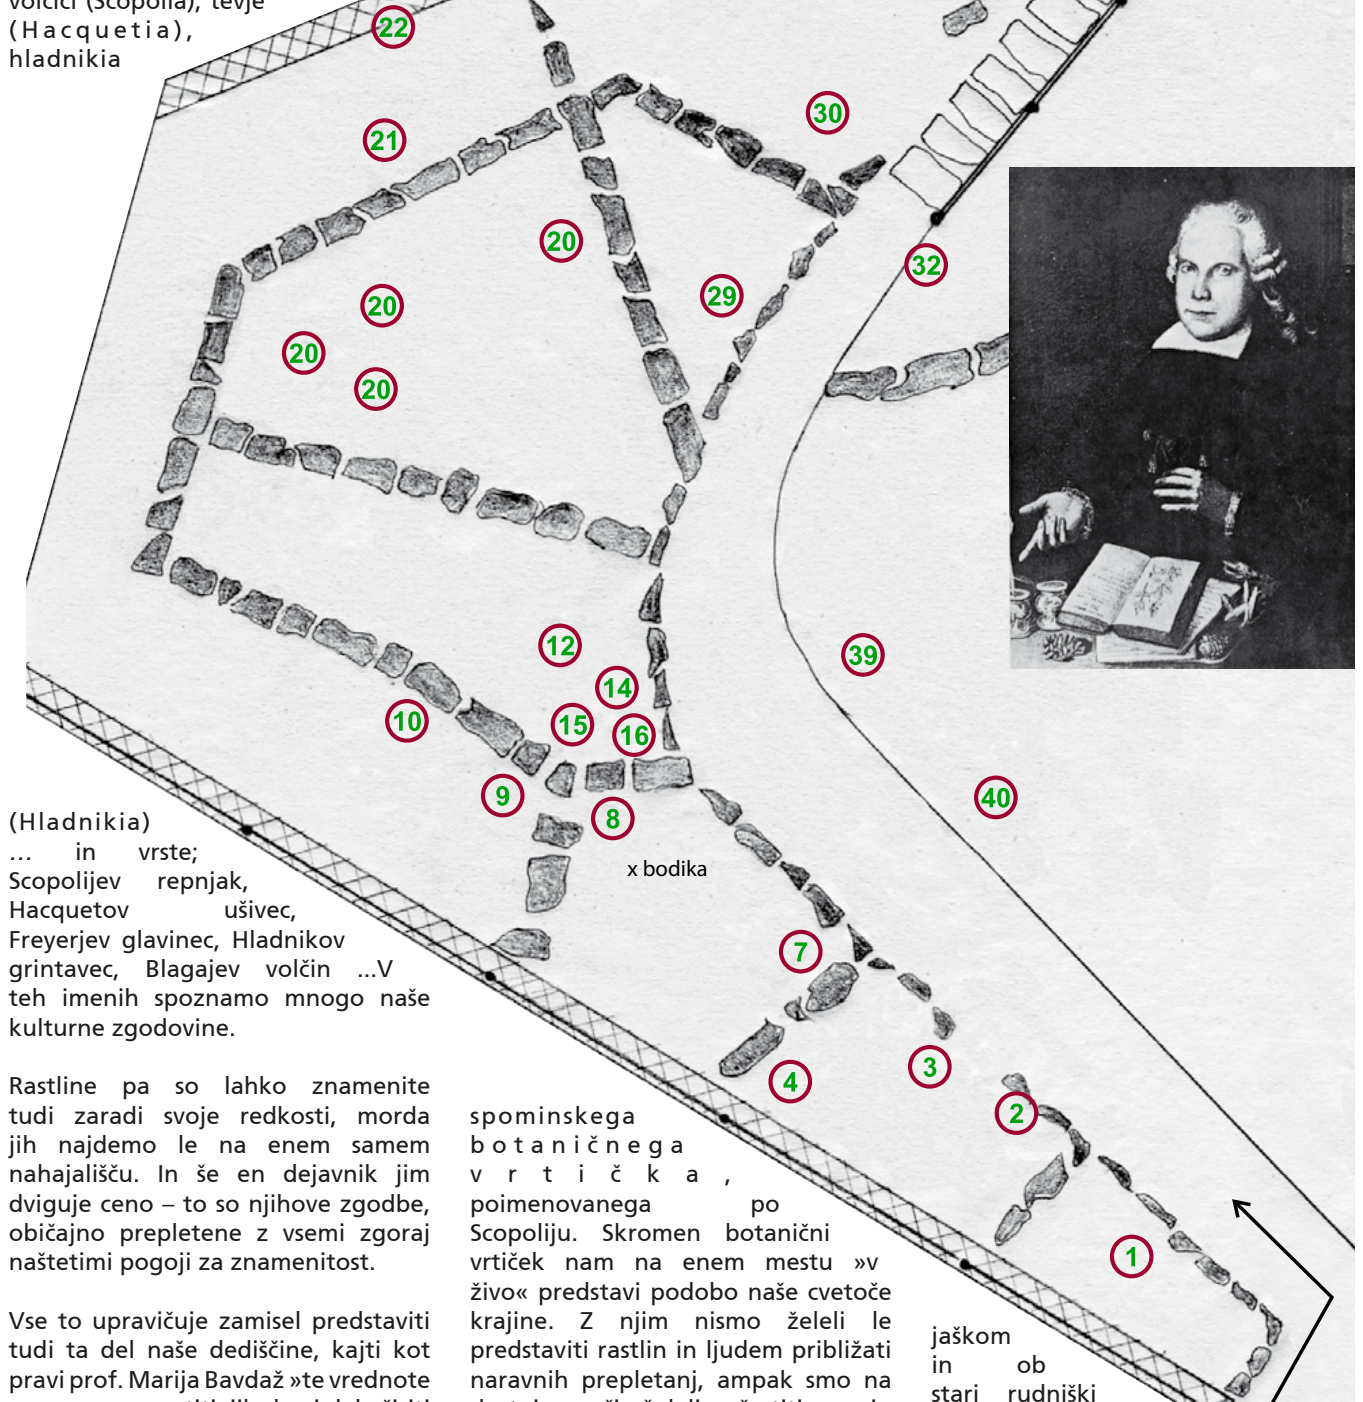 volčiči (Scopolia), tevje
(Hacquetia),
hladnikia
22
21
30
20
32
20
29
20
20
12
39
14
10
15
16
9
40
8
x bodika
7
3
4
2
1
(Hladnikia)
... in vrste;
Scopolijev repnjak,
Hacquetov ušivec,
Freyerjev glavinec, Hladnikov
grintavec, Blagajev volčin ...V
teh imenih spoznamo mnogo naše
kulturne zgodovine.
Rastline pa so lahko znamenite
tudi zaradi svoje redkosti, morda
jih najdemo le na enem samem
nahajališču. In še en dejavnik jim
dviguje ceno – to so njihove zgodbe,
običajno prepletene z vsemi zgoraj
naštetimi pogoji za znamenitost.
Vse to upravičuje zamisel predstaviti
tudi ta del naše dediščine, kajti kot
pravi prof. Marija Bavdaž »te vrednote
spominskega
botaničnega
vrtička,
poimenovanega po
Scopoliju. Skromen botanični
vrtiček nam na enem mestu »v
živo« predstavi podobo naše cvetoče
krajine. Z njim nismo želeli le
predstaviti rastlin in ljudem približati
naravnih prepletanj, ampak smo na
jaškom
in ob
stari rudniški